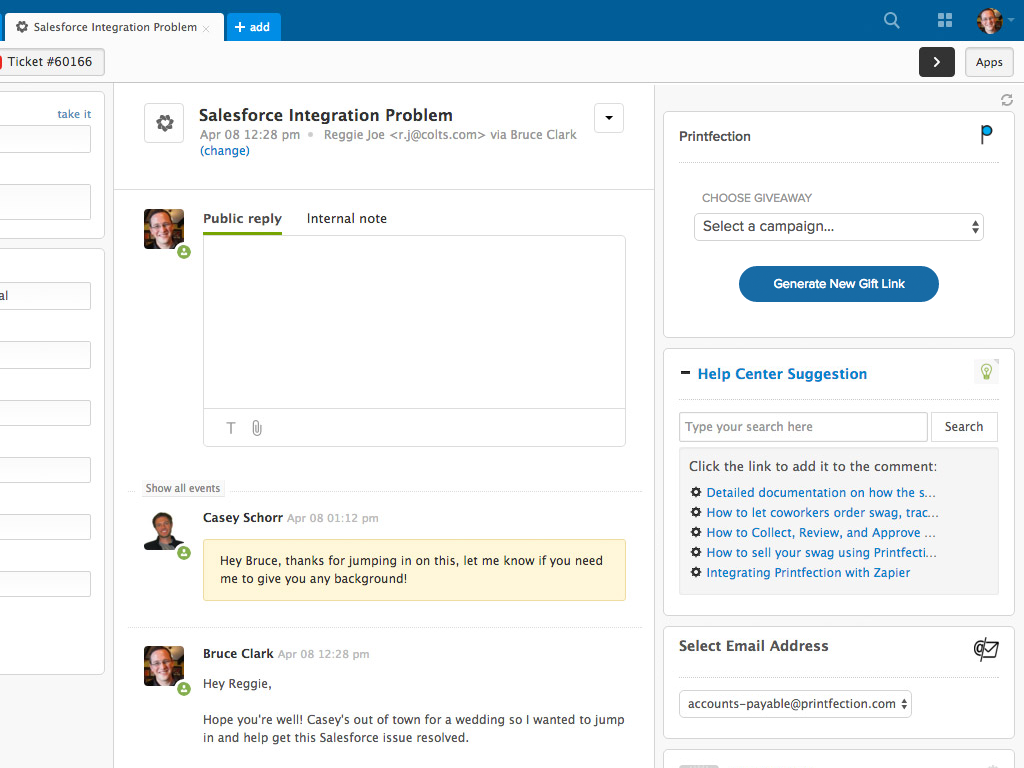 Salesforce Integration Problem
+ add
Ticket #60166
Apps
take it
al
Salesforce Integration Problem
Apr 08 12:28 pm • Reggie Joe <r.j@colts.com> via Bruce Clark
(change)
Public reply
Internal note
T
Show all events
Casey Schorr Apr 08 01:12 pm
Hey Bruce, thanks for jumping in on this, let me know if you need
me to give you any background!
Bruce Clark Apr 08 12:28 pm
Hey Reggie,
Hope you're well! Casey's out of town for a wedding so I wanted to jump
in and help get this Salesforce issue resolved.
Printfection
CHOOSE GIVEAWAY
Select a campaign...
Generate New Gift Link
Help Center Suggestion
Type your search here
Search
Click the link to add it to the comment:
Detailed documentation on how the s...
How to let coworkers order swag, trac...
How to Collect, Review, and Approve ...
How to sell your swag using Printfecti...
Integrating Printfection with Zapier
Select Email Address
accounts-payable@printfection.com